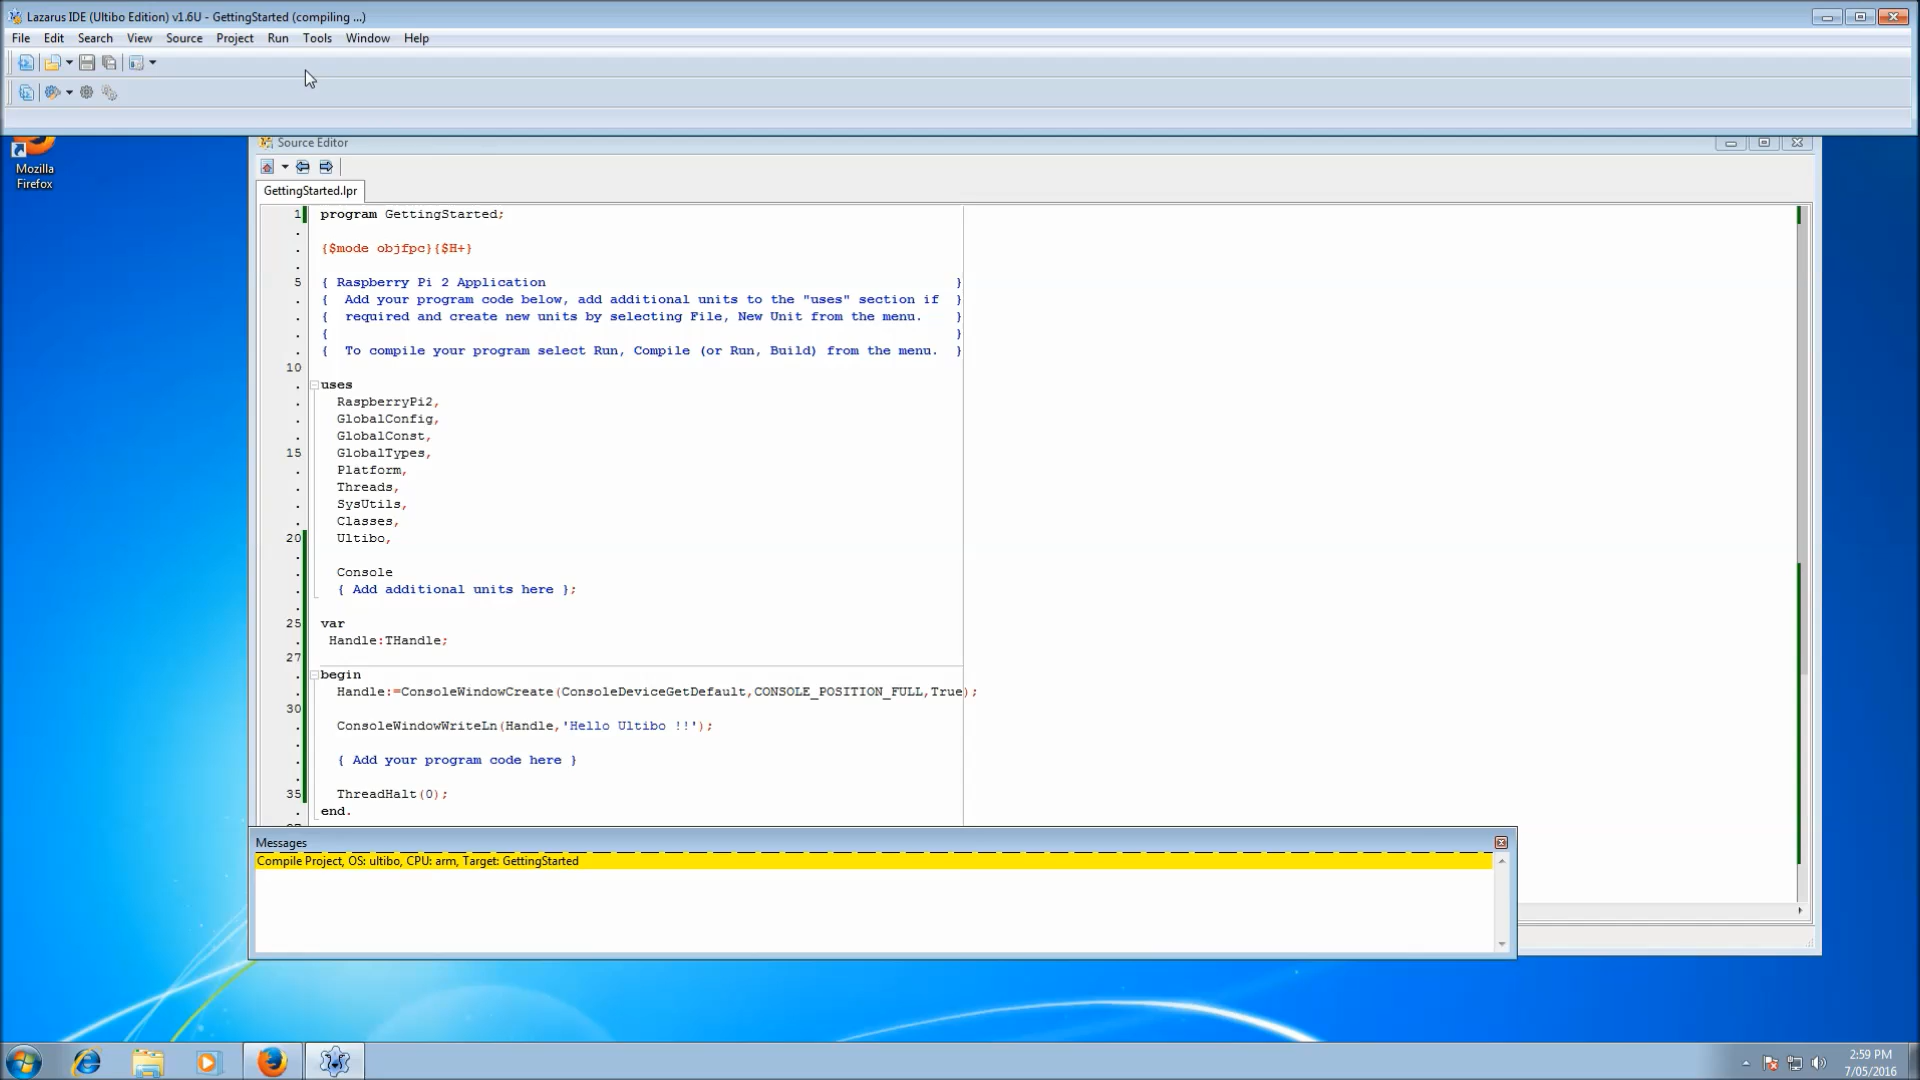 Lazarus IDE (Ultibo Edition) v1.6U - GettingStarted (compiling ...)
File Edit Search View Source Project Run Tools Window Help
Mozilla
Firefox
Source Editor
GettingStarted.lpr
1 program GettingStarted;
.
. {$mode objfpc}{$H+}
.
5 { Raspberry Pi 2 Application }
. { Add your program code below, add additional units to the "uses" section if }
. { required and create new units by selecting File, New Unit from the menu. }
. { }
. { To compile your program select Run, Compile (or Run, Build) from the menu. }
10
. uses
. RaspberryPi2,
. GlobalConfig,
. GlobalConst,
15 GlobalTypes,
. Platform,
. Threads,
. SysUtils,
. Classes,
20 Ultibo,
.
. Console
. { Add additional units here };
.
25 var
. Handle:THandle;
27
. begin
. Handle:=ConsoleWindowCreate(ConsoleDeviceGetDefault,CONSOLE_POSITION_FULL,True);
30
. ConsoleWindowWriteLn(Handle,'Hello Ultibo !!');
.
. { Add your program code here }
.
35 ThreadHalt(0);
. end.
Messages
Compile Project, OS: ultibo, CPU: arm, Target: GettingStarted
2:59 PM
7/05/2016